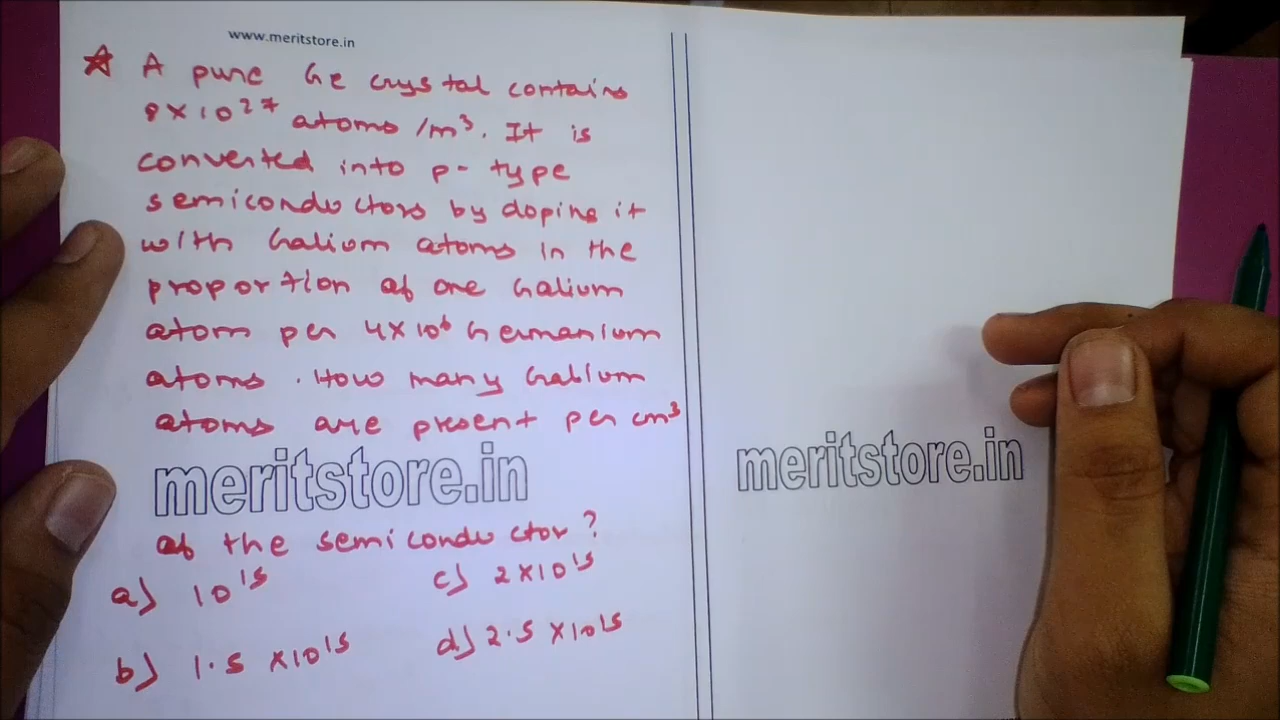 www.meritstore.in
A pure Ge crystal contains
8×10²⁷ atoms/m³. It is
converted into p-type
semiconductors by doping it
with Galium atoms in the
proportion of one Galium
atom per 4×10⁶ Germanium
atoms. How many Galium
atoms are present per cm³
meritstore.in
meritstore.in
of the semiconductor?
a) 10¹⁵ c) 2×10¹⁵
b) 1.5×10¹⁵ d) 2.5×10¹⁵